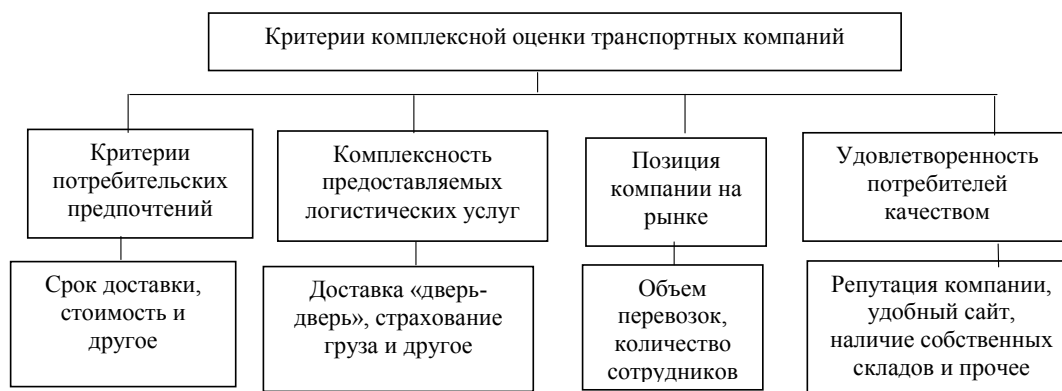 Критерии комплексной оценки транспортных компаний
Критерии
потребительских
предпочтений
Комплексность
предоставляемых
логистических услуг
Позиция
компании на
рынке
Удовлетворенность
потребителей
качеством
Срок доставки,
стоимость и
другое
Доставка «дверь-
дверь», страхование
груза и другое
Объем
перевозок,
количество
сотрудников
Репутация компании,
удобный сайт,
наличие собственных
складов и прочее